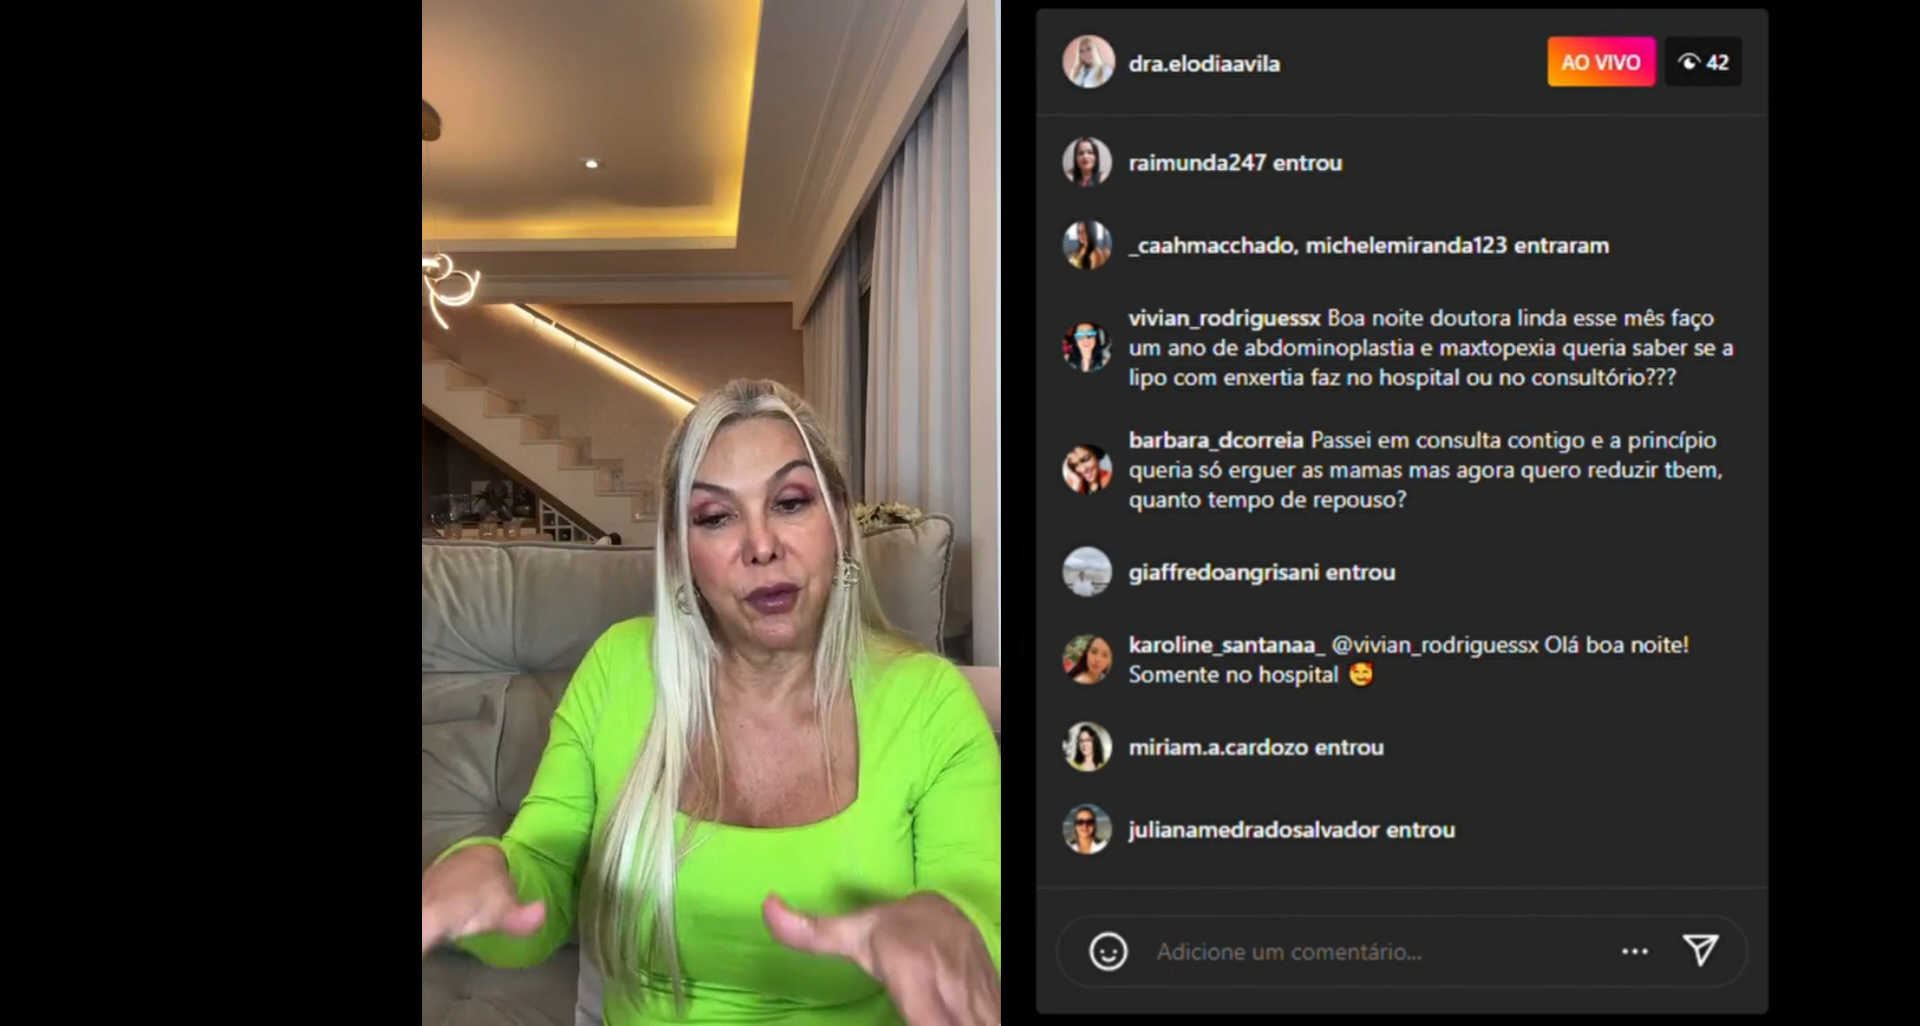 dra.elodiaavila
AO VIVO
42
raimunda247 entrou
_caahmacchado, michelemiranda123 entraram
vivian_rodriguessx Boa noite doutora linda esse mês faço
um ano de abdominoplastia e maxtopexia queria saber se a
lipo com enxertia faz no hospital ou no consultório???
barbara_dcorreia Passei em consulta contigo e a princípio
queria só erguer as mamas mas agora quero reduzir tbem,
quanto tempo de repouso?
giaffredoangrisani entrou
karoline_santanaa_ @vivian_rodriguessx Olá boa noite!
Somente no hospital 🥰
miriam.a.cardozo entrou
julianamedradosalvador entrou
Adicione um comentário...